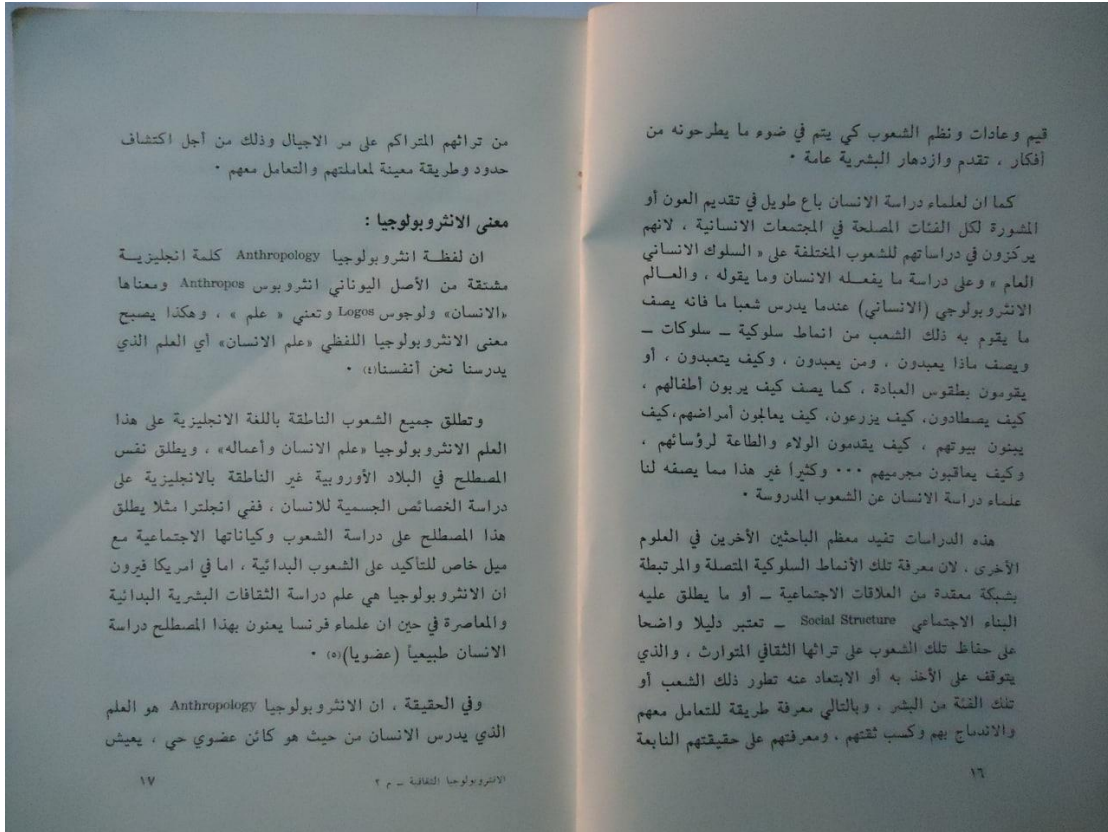 قيم وعادات ونظم الشعوب كي يتم في ضوء ما يطرحونه من
أفكار ، تقدم وازدهار البشرية عامة ٠
كما ان لعلماء دراسة الانسان باع طويل في تقديم العون أو
المشورة لكل الفئات المصلحة في المجتمعات الانسانية ، لانهم
يركزون في دراساتهم للشعوب المختلفة على « السلوك الانساني
العام » وعلى دراسة ما يفعـله الانسان وما يقوله ، والعـالم
الانثروبولوجي (الانساني) عندما يدرس شعبا ما فانه يصف
ما يقوم به ذلك الشعب من انماط سلوكية ــ سلوكات ــ
ويصف ماذا يعبدون ، ومن يعبدون ، وكيف يتعبدون ، أو
يقومون بطقوس العبادة ، كما يصف كيف يربون أطفالهم ،
كيف يصطادون، كيف يزرعون، كيف يعالجون أمراضهم،كيف
يبنون بيوتهم ، كيف يقدمون الولاء والطاعة لرؤسائهم ،
وكيف يعاقبون مجرميهم ٠٠٠ وكثيرا غير هذا مما يصفه لنا
علماء دراسة الانسان عن الشعوب المدروسة ٠
هذه الدراسات تفيد معظم الباحثين الأخرين في العلوم
الأخرى ، لان معرفة تلك الأنماط السلوكية المتصلة والمرتبطة
بشبكة معقدة من العلاقات الاجتماعية ــ أو ما يطلق عليه
البناء الاجتماعي Social Structure ــ تعتبر دليلا واضحا
على حفاظ تلك الشعوب على تراثها الثقافي المتوارث ، والذي
يتوقف على الأخذ به أو الابتعاد عنه تطور ذلك الشعب أو
تلك الفئة من البشر ، وبالتالي معرفة طريقة للتعامل معهم
والاندماج بهم وكسب ثقتهم ، ومعرفتهم على حقيقتهم النابعة
١٦
من تراثهم المتراكم على مر الاجيال وذلك من أجل اكتشاف
حدود وطريقة معينة لمعاملتهم والتعامل معهم ٠
معنى الانثروبولوجيا :
ان لفظـة انثروبولوجيا Anthropology كلمة انجليزيـة
مشتقة من الأصل اليوناني انثروبوس Anthropos ومعناها
«الانسان» ولوجوس Logos وتعني « علم » ، وهكذا يصبح
معنى الانثروبولوجيا اللفظي «علم الانسان» أي العلم الذي
يدرسنا نحن أنفسنا(٤) ٠
وتطلق جميع الشعوب الناطقة باللغة الانجليزية على هذا
العلم الانثروبولوجيا «علم الانسان وأعماله» ، ويطلق نفس
المصطلح في البلاد الأوروبية غير الناطقة بالانجليزية على
دراسة الخصائص الجسمية للانسان ، ففي انجلترا مثلا يطلق
هذا المصطلح على دراسة الشعوب وكياناتها الاجتماعية مع
ميل خاص للتأكيد على الشعوب البدائية ، اما في امريكا فيرون
ان الانثروبولوجيا هي علم دراسة الثقافات البشرية البدائية
والمعاصرة في حين ان علماء فرنسا يعنون بهذا المصطلح دراسة
الانسان طبيعياً (عضويا)(٥) ٠
وفي الحقيقة ، ان الانثروبولوجيا Anthropology هو العلم
الذي يدرس الانسان من حيث هو كائن عضوي حي ، يعيش
الانثروبولوجيا الثقافية ــ م ٢
١٧